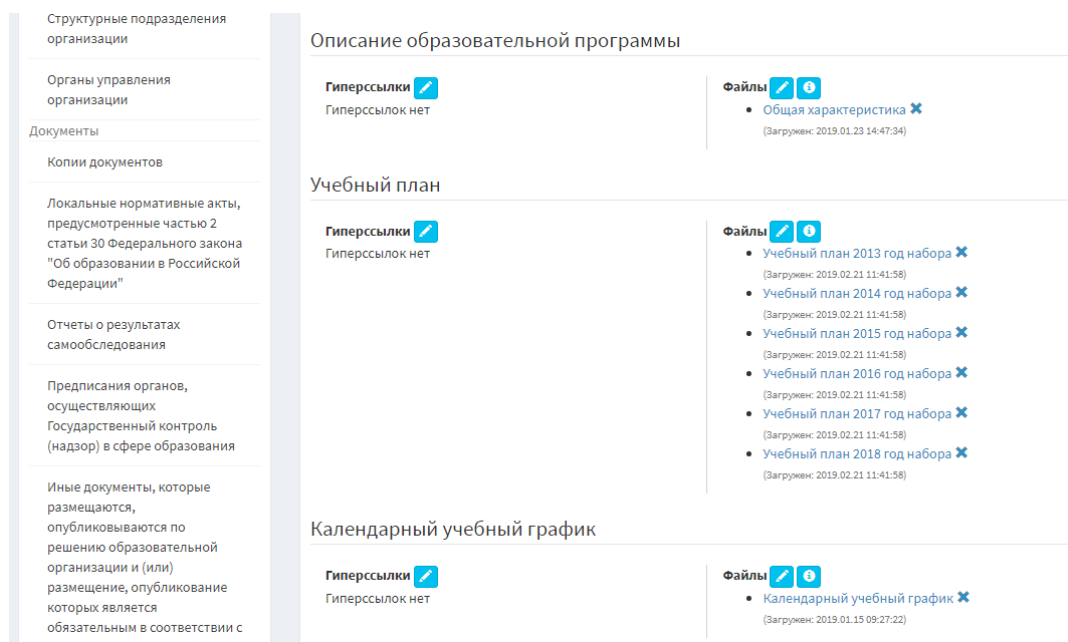 Структурные подразделения
организации
Органы управления
организации
Документы
Копии документов
Локальные нормативные акты,
предусмотренные частью 2
статьи 30 Федерального закона
"Об образовании в Российской
Федерации"
Отчеты о результатах
самообследования
Предписания органов,
осуществляющих
Государственный контроль
(надзор) в сфере образования
Иные документы, которые
размещаются,
опубликовываются по
решению образовательной
организации и (или)
размещение, опубликование
которых является
обязательным в соответствии с
Описание образовательной программы
Гиперссылки
Гиперссылок нет
Файлы
Общая характеристика
(Загружен: 2019.01.23 14:47:34)
Учебный план
Гиперссылки
Гиперссылок нет
Файлы
Учебный план 2013 год набора
(Загружен: 2019.02.21 11:41:58)
Учебный план 2014 год набора
(Загружен: 2019.02.21 11:41:58)
Учебный план 2015 год набора
(Загружен: 2019.02.21 11:41:58)
Учебный план 2016 год набора
(Загружен: 2019.02.21 11:41:58)
Учебный план 2017 год набора
(Загружен: 2019.02.21 11:41:58)
Учебный план 2018 год набора
(Загружен: 2019.02.21 11:41:58)
Календарный учебный график
Гиперссылки
Гиперссылок нет
Файлы
Календарный учебный график
(Загружен: 2019.01.15 09:27:22)